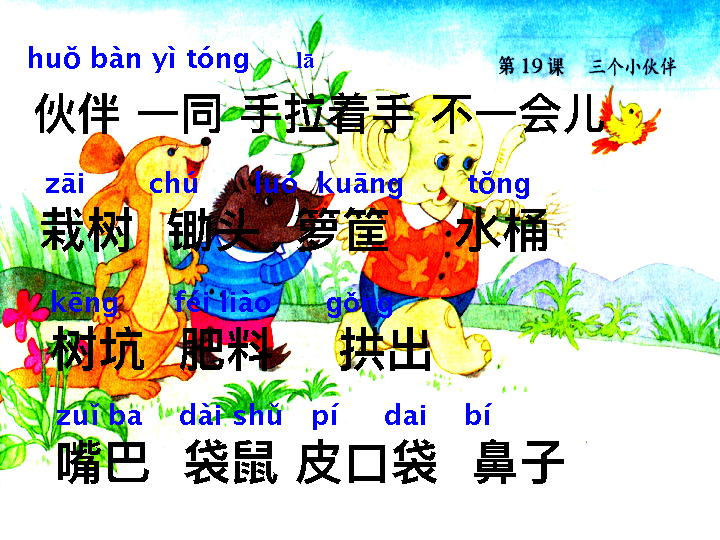 huǒ bàn yì tóng lā
第19课 三个小伙伴
伙伴 一同 手拉着手 不一会儿
zāi chú luó kuāng tǒng
栽树 锄头 箩筐 水桶
kēng féi liào gǒng
树坑 肥料 拱出
zuǐ ba dài shǔ pí dai bí
嘴巴 袋鼠 皮口袋 鼻子